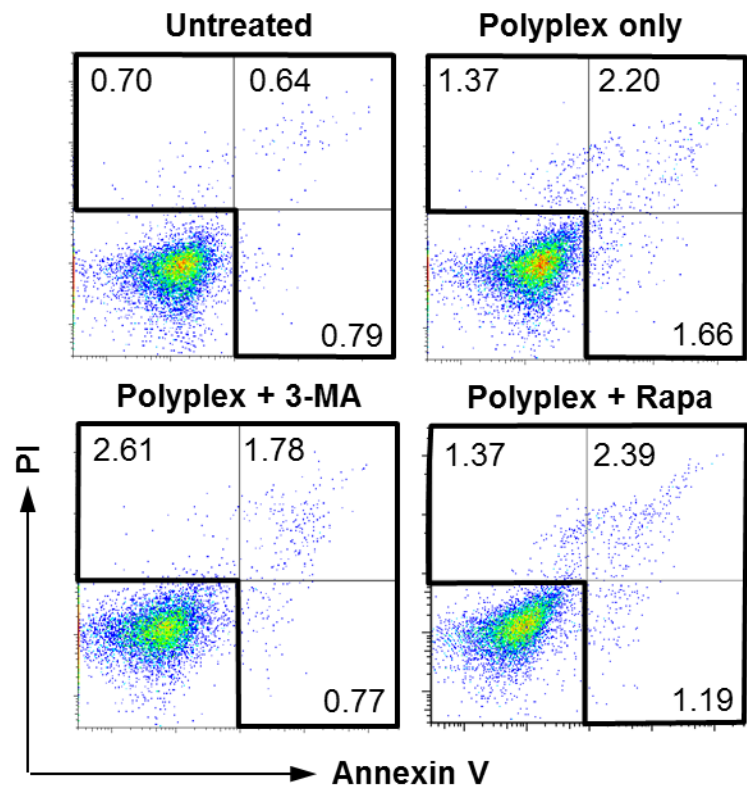 Untreated
Polyplex only
0.70
0.64
1.37
2.20
0.79
1.66
Polyplex + 3-MA
Polyplex + Rapa
2.61
1.78
1.37
2.39
0.77
1.19
PI
Annexin V